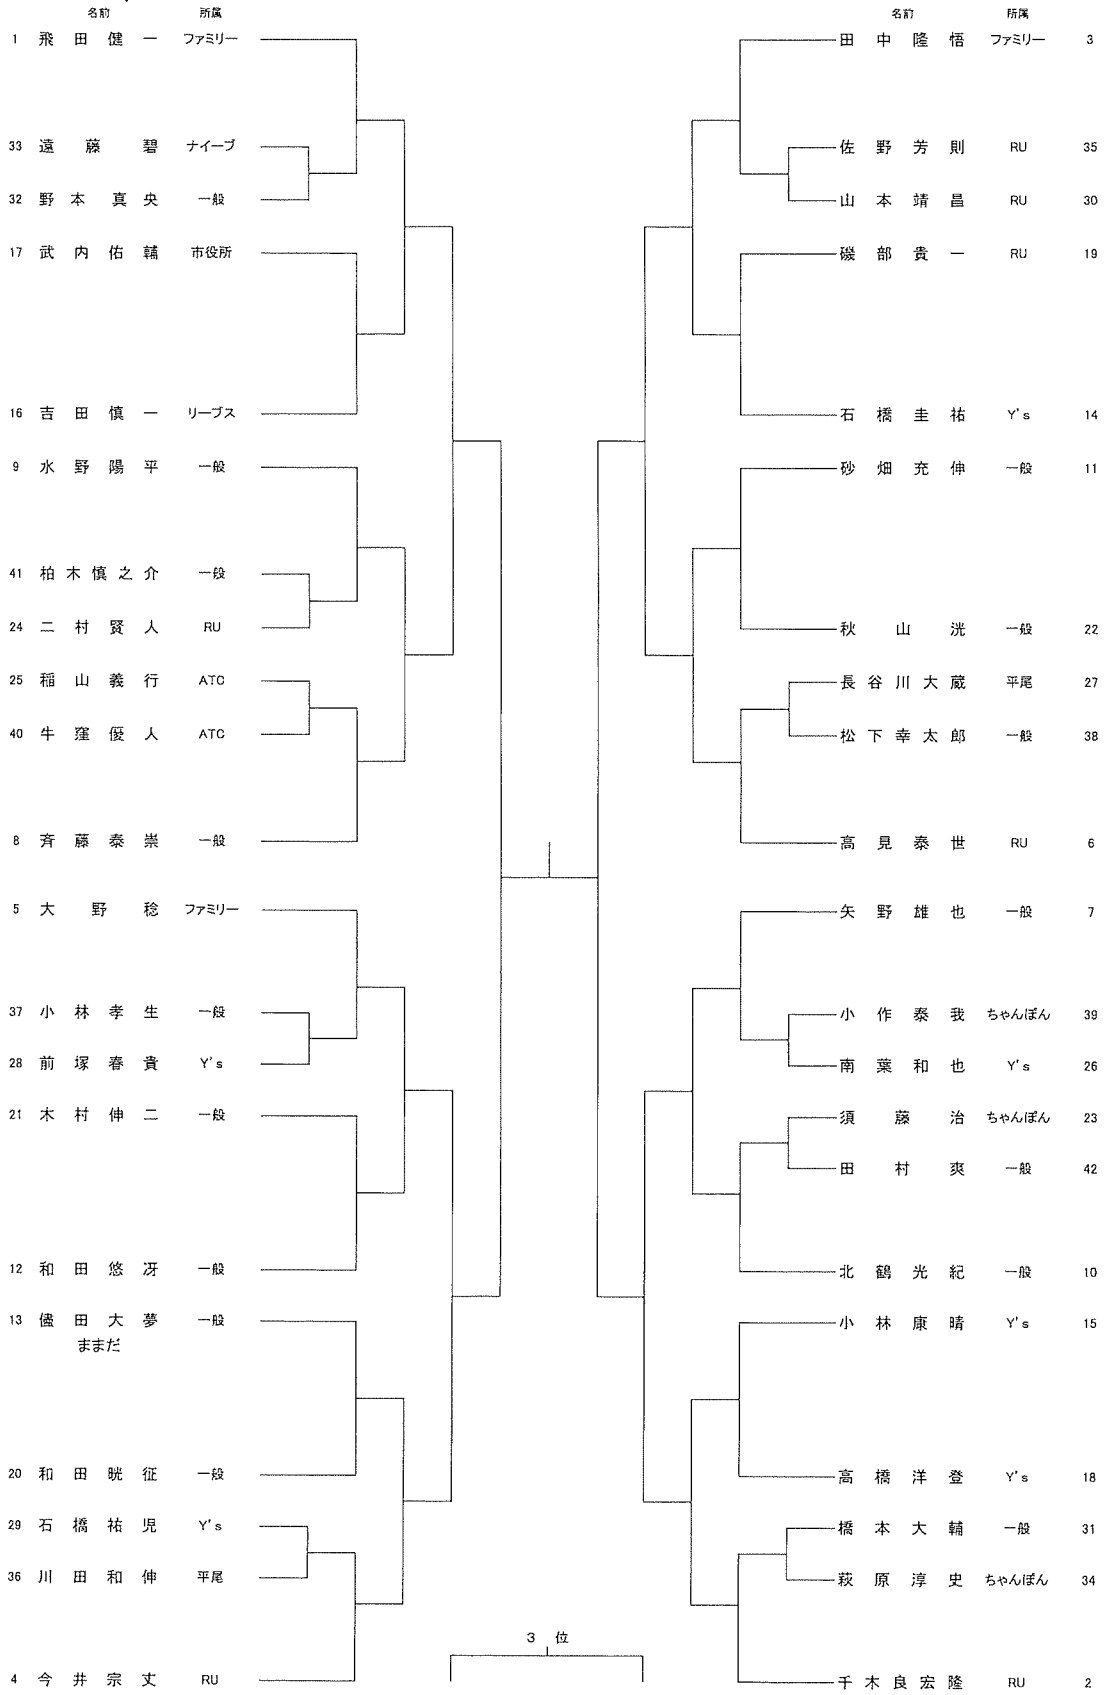 名前 所属
1 飛田健一 ファミリー
33 遠藤碧 ナイーブ
32 野本真央 一般
17 武内佑輔 市役所
16 吉田慎一 リーブス
9 水野陽平 一般
41 柏木慎之介 一般
24 二村賢人 RU
25 稲山義行 ATC
40 牛窪優人 ATC
8 斉藤泰崇 一般
5 大野稔 ファミリー
37 小林孝生 一般
28 前塚春貴 Y's
21 木村伸二 一般
12 和田悠冴 一般
13 儘田大夢 一般
ままだ
20 和田晄征 一般
29 石橋祐児 Y's
36 川田和伸 平尾
4 今井宗丈 RU
名前 所属
田中隆悟 ファミリー 3
佐野芳則 RU 35
山本靖昌 RU 30
磯部貴一 RU 19
石橋圭祐 Y's 14
砂畑充伸 一般 11
秋山洸 一般 22
長谷川大蔵 平尾 27
松下幸太郎 一般 38
高見泰世 RU 6
矢野雄也 一般 7
小作泰我 ちゃんぽん 39
南葉和也 Y's 26
須藤治 ちゃんぽん 23
田村爽 一般 42
北鶴光紀 一般 10
小林康晴 Y's 15
高橋洋登 Y's 18
橋本大輔 一般 31
萩原淳史 ちゃんぽん 34
千木良宏隆 RU 2
3位